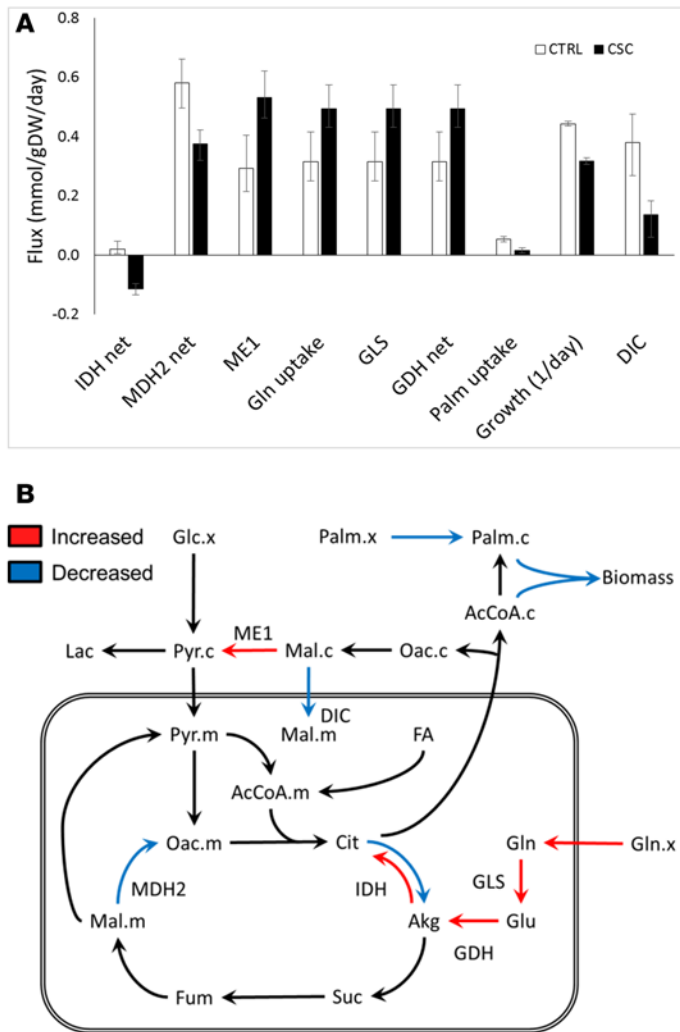 A
0.8
CTRL CSC
0.6
0.4
0.2
0.0
-0.2
Flux (mmol/gDW/day)
IDH net
MDH2 net
ME1
Gln uptake
GLS
GDH net
Palm uptake
Growth (1/day)
DIC
B
Increased
Decreased
Glc.x Palm.x Palm.c
Biomass
AcCoA.c
ME1
Lac Pyr.c Mal.c Oac.c
DIC
Pyr.m Mal.m FA
AcCoA.m
Oac.m Cit Gln Gln.x
MDH2 IDH GLS
Mal.m Akg Glu
GDH
Fum Suc